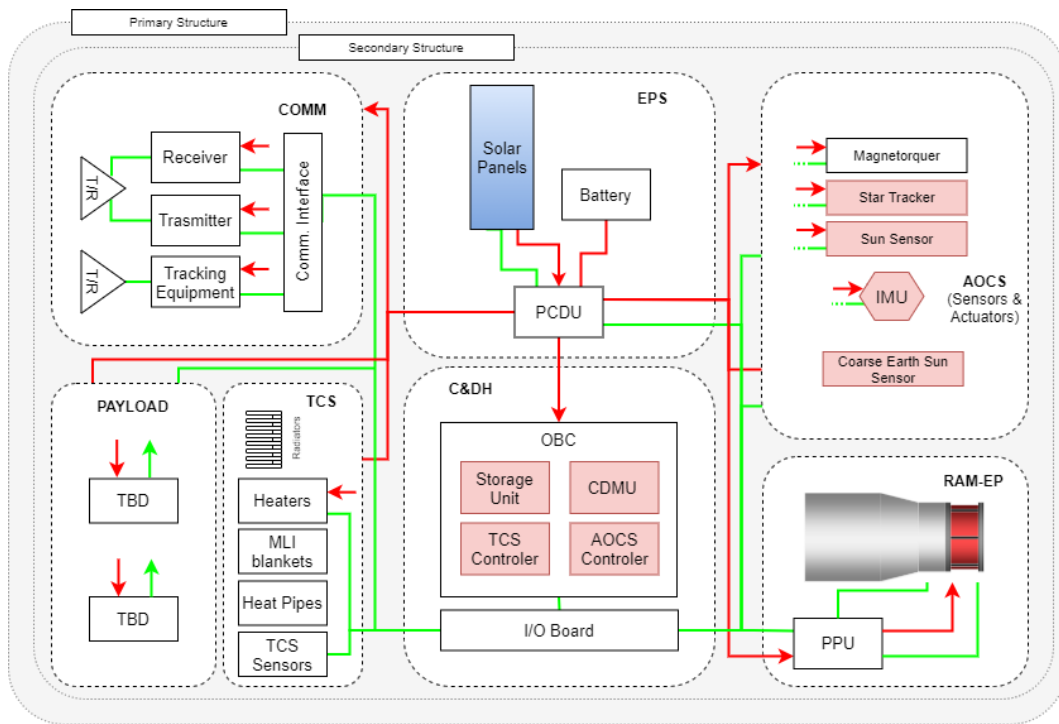 Primary Structure
Secondary Structure
COMM
Receiver
Trasmitter
Tracking
Equipment
T/R
T/R
Comm. Interface
EPS
Solar
Panels
Battery
PCDU
Magnetorquer
Star Tracker
Sun Sensor
IMU
AOCS
(Sensors &
Actuators)
Coarse Earth Sun
Sensor
PAYLOAD
TBD
TBD
TCS
Radiators
Heaters
MLI
blankets
Heat Pipes
TCS
Sensors
C&DH
OBC
Storage
Unit
CDMU
TCS
Controler
AOCS
Controler
I/O Board
RAM-EP
PPU